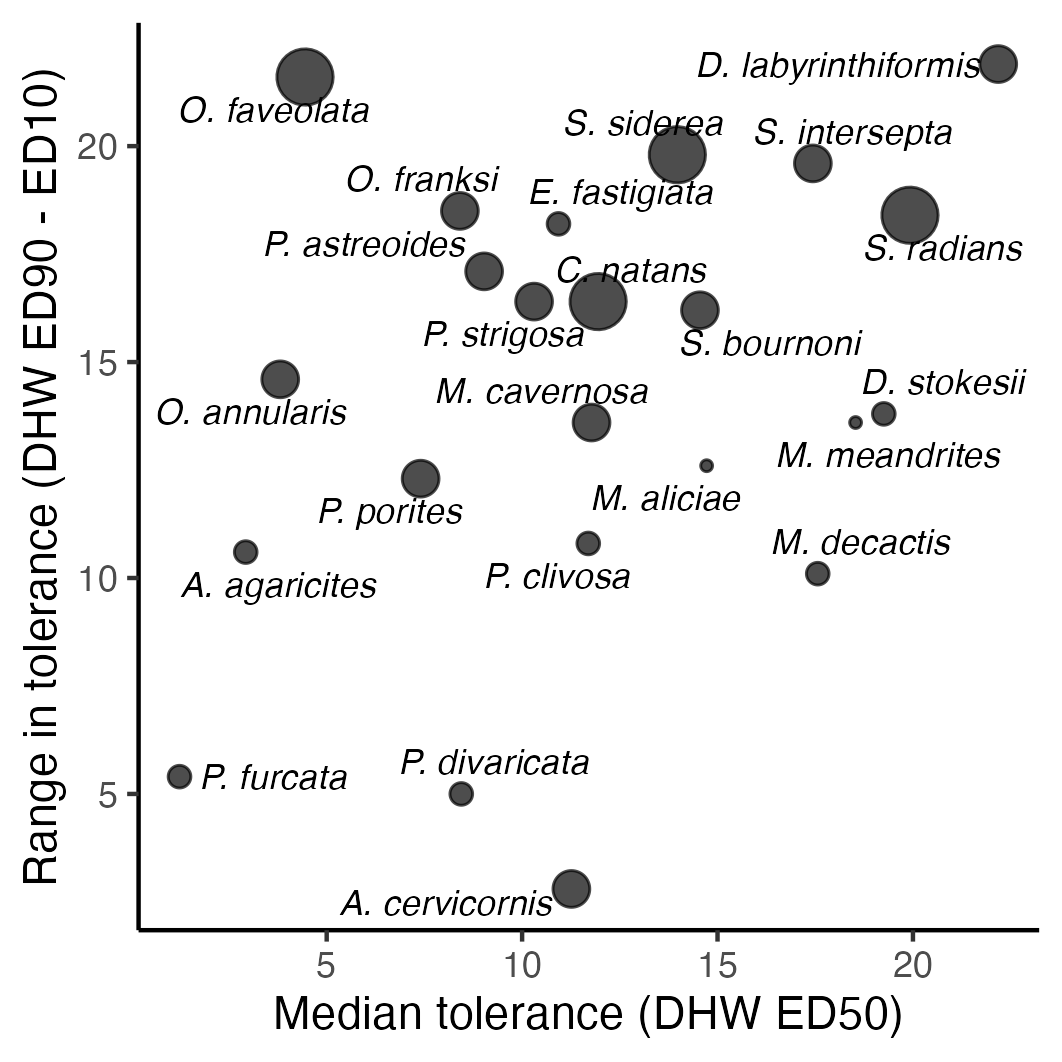 Range in tolerance (DHW ED90 - ED10)
20
15
10
5
D. labyrinthiformis
O. faveolata
S. siderea
S. intersepta
O. franksi
E. fastigiata
P. astreoides
S. radians
C. natans
P. strigosa
S. bournoni
D. stokesii
M. cavernosa
O. annularis
M. meandrites
M. aliciae
P. porites
M. decactis
P. clivosa
A. agaricites
P. divaricata
P. furcata
A. cervicornis
5
10
15
20
Median tolerance (DHW ED50)